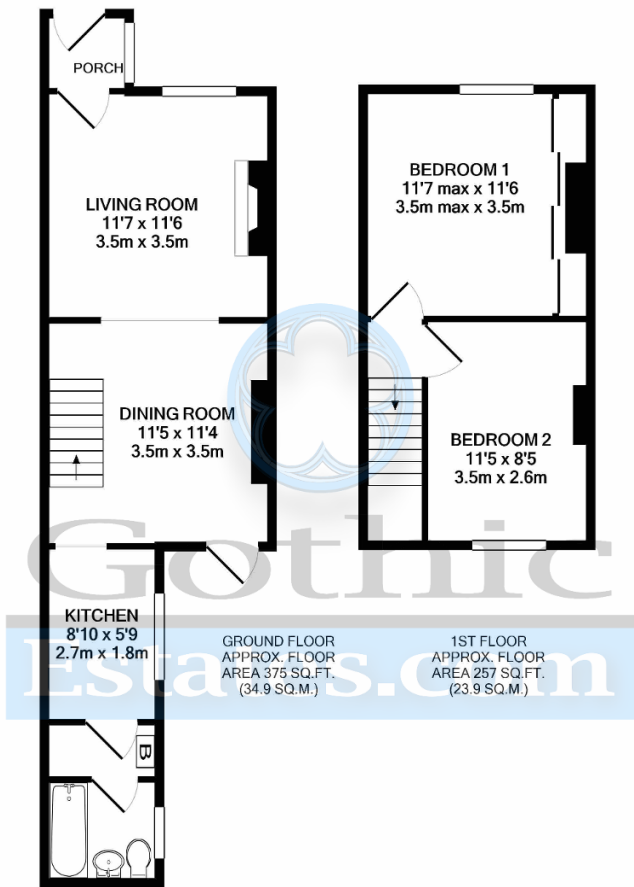 PORCH
LIVING ROOM
11'7 x 11'6
3.5m x 3.5m
BEDROOM 1
11'7 max x 11'6
3.5m max x 3.5m
DINING ROOM
11'5 x 11'4
3.5m x 3.5m
BEDROOM 2
11'5 x 8'5
3.5m x 2.6m
Gothic
KITCHEN
8'10 x 5'9
2.7m x 1.8m
GROUND FLOOR
APPROX. FLOOR
AREA 375 SQ.FT.
(34.9 SQ.M.)
1ST FLOOR
APPROX. FLOOR
AREA 257 SQ.FT.
(23.9 SQ.M.)
Estates.com
B